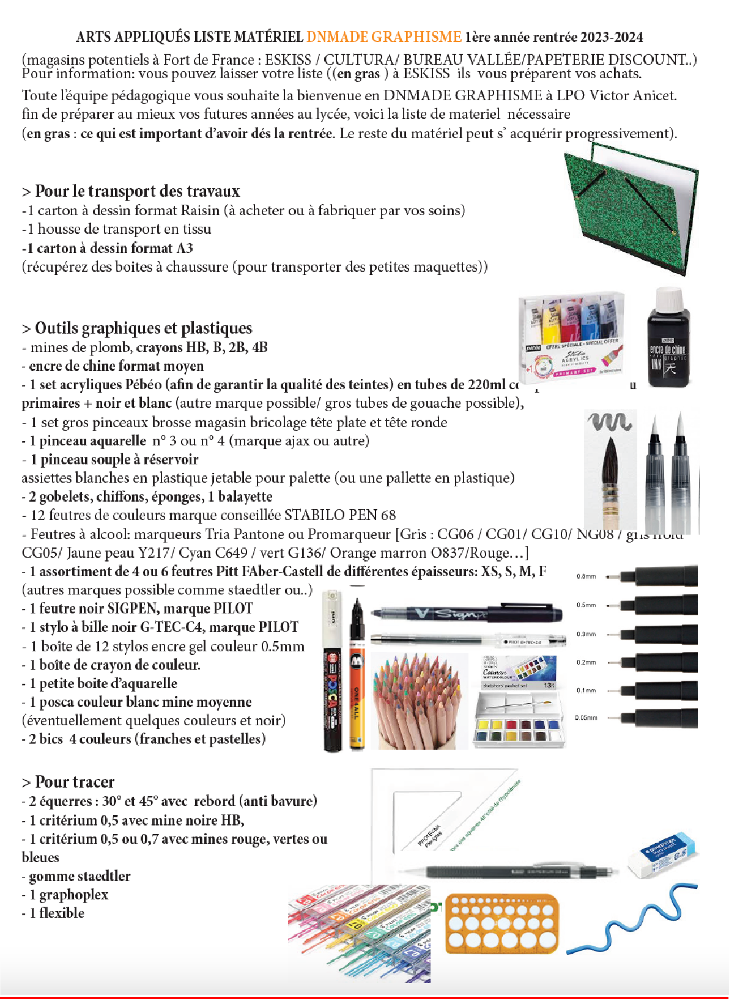 ARTS APPLIQUÉS LISTE MATÉRIEL DNMADE GRAPHISME 1ère année rentrée 2023-2024
(magasins potentiels à Fort de France : ESKISS / CULTURA/ BUREAU VALLÉE/PAPETERIE DISCOUNT..)
Pour information: vous pouvez laisser votre liste ((en gras ) à ESKISS ils vous préparent vos achats.
Toute l'équipe pédagogique vous souhaite la bienvenue en DNMADE GRAPHISME à LPO Victor Anicet.
fin de préparer au mieux vos futures années au lycée, voici la liste de materiel nécessaire
(en gras : ce qui est important d'avoir dés la rentrée. Le reste du matériel peut s' acquérir progressivement).
> Pour le transport des travaux
-1 carton à dessin format Raisin (à acheter ou à fabriquer par vos soins)
-1 housse de transport en tissu
-1 carton à dessin format A3
(récupérez des boites à chaussure (pour transporter des petites maquettes))
> Outils graphiques et plastiques
- mines de plomb, crayons HB, B, 2B, 4B
- encre de chine format moyen
- 1 set acryliques Pébéo (afin de garantir la qualité des teintes) en tubes de 220ml
primaires + noir et blanc (autre marque possible/ gros tubes de gouache possible),
- 1 set gros pinceaux brosse magasin bricolage tête plate et tête ronde
- 1 pinceau aquarelle n° 3 ou n° 4 (marque ajax ou autre)
- 1 pinceau souple à réservoir
assiettes blanches en plastique jetable pour palette (ou une pallette en plastique)
- 2 gobelets, chiffons, éponges, 1 balayette
- 12 feutres de couleurs marque conseillée STABILO PEN 68
- Feutres à alcool: marqueurs Tria Pantone ou Promarqueur [Gris : CG06 / CG01/ CG10/ NG08 / gris froid
CG05/ Jaune peau Y217/ Cyan C649 / vert G136/ Orange marron O837/Rouge…]
- 1 assortiment de 4 ou 6 feutres Pitt FAber-Castell de différentes épaisseurs: XS, S, M, F
(autres marques possible comme staedtler ou..)
- 1 feutre noir SIGPEN, marque PILOT
- 1 stylo à bille noir G-TEC-C4, marque PILOT
- 1 boîte de 12 stylos encre gel couleur 0.5mm
- 1 boîte de crayon de couleur.
- 1 petite boite d'aquarelle
- 1 posca couleur blanc mine moyenne
(éventuellement quelques couleurs et noir)
- 2 bics 4 couleurs (franches et pastelles)
> Pour tracer
- 2 équerres : 30° et 45° avec rebord (anti bavure)
- 1 critérium 0,5 avec mine noire HB,
- 1 critérium 0,5 ou 0,7 avec mines rouge, vertes ou
bleues
- gomme staedtler
- 1 graphoplex
- 1 flexible
pébéo
OFFRE SPÉCIALE - SPECIAL OFFER
Studio
ACRYLICS
PRIMARY SET
pébéo
encre de chine
graphic
INK
天
0.8mm
0.5mm
0.3mm
0.2mm
0.1mm
0.05mm
uni
POSCA
ONE4ALL
V Signpe
PILOT G-TEC-C4
Cotman
WATERCOLOUR
sketchers' pocket set
STAEDTLER